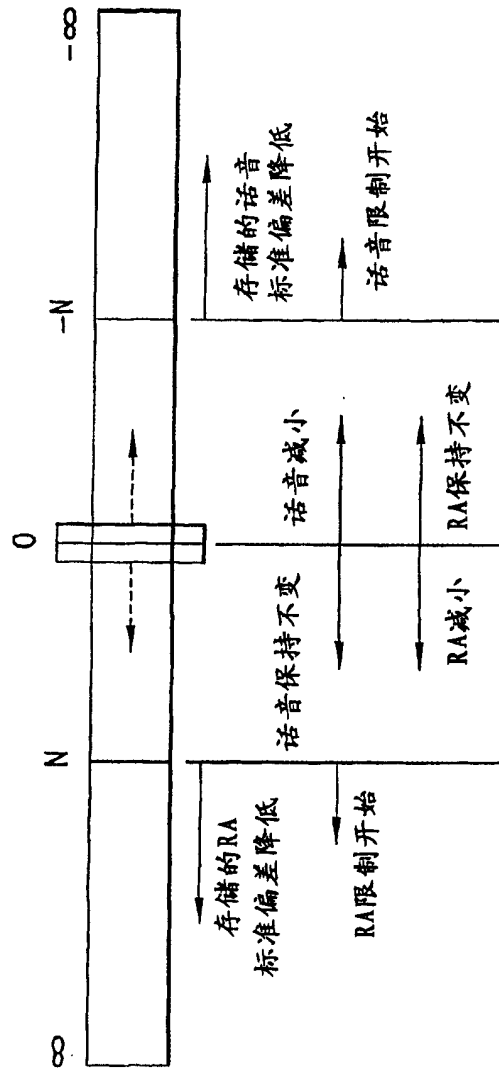 ∞
N
0
-N
-∞
存储的RA
标准偏差降低
话音保持不变
话音减小
存储的话音
标准偏差降低
RA限制开始
RA减小
RA保持不变
话音限制开始